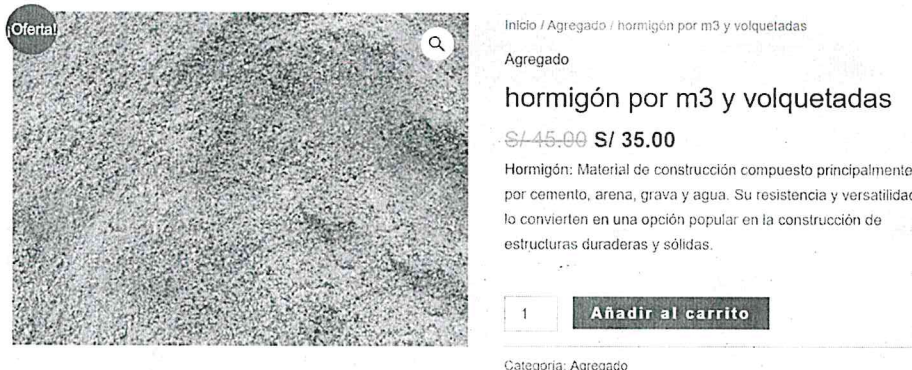 ¡Oferta!
Inicio / Agregado / hormigón por m3 y volquetadas
Agregado
hormigón por m3 y volquetadas
S/ 45.00 S/ 35.00
Hormigón: Material de construcción compuesto principalmente
por cemento, arena, grava y agua. Su resistencia y versatilidad
lo convierten en una opción popular en la construcción de
estructuras duraderas y sólidas.
1 Añadir al carrito
Categoría: Agregado